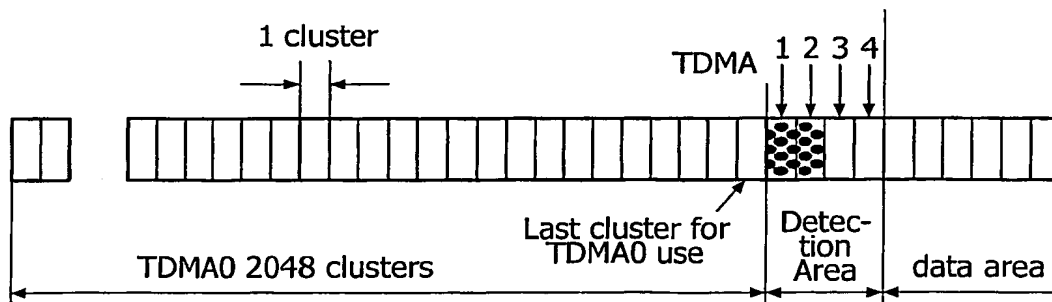 1 cluster
1 2 3 4
TDMA
Last cluster for
TDMA0 use
Detec-
tion
Area
TDMA0 2048 clusters
data area